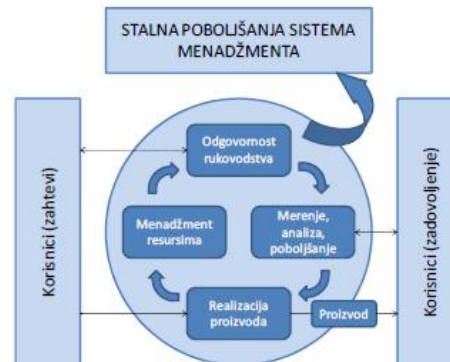 STALNA POBOLJŠANJA SISTEMA
MENADŽMENTA
Korisnici (zahtevi)
Odgovornost
rukovodstva
Menadžment
resursima
Merenje,
analiza,
poboljšanje
Realizacija
proizvoda
Proizvod
Korisnici (zadovoljenje)